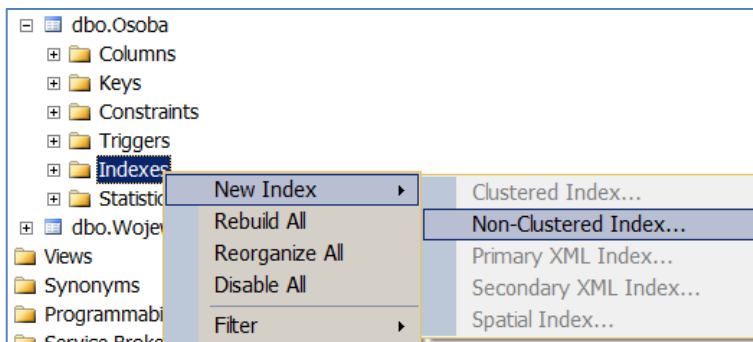 dbo.Osoba
Columns
Keys
Constraints
Triggers
Indexes
New Index
Clustered Index...
Rebuild All
Non-Clustered Index...
Views
Reorganize All
Primary XML Index...
Synonyms
Disable All
Secondary XML Index...
Filter
Spatial Index...